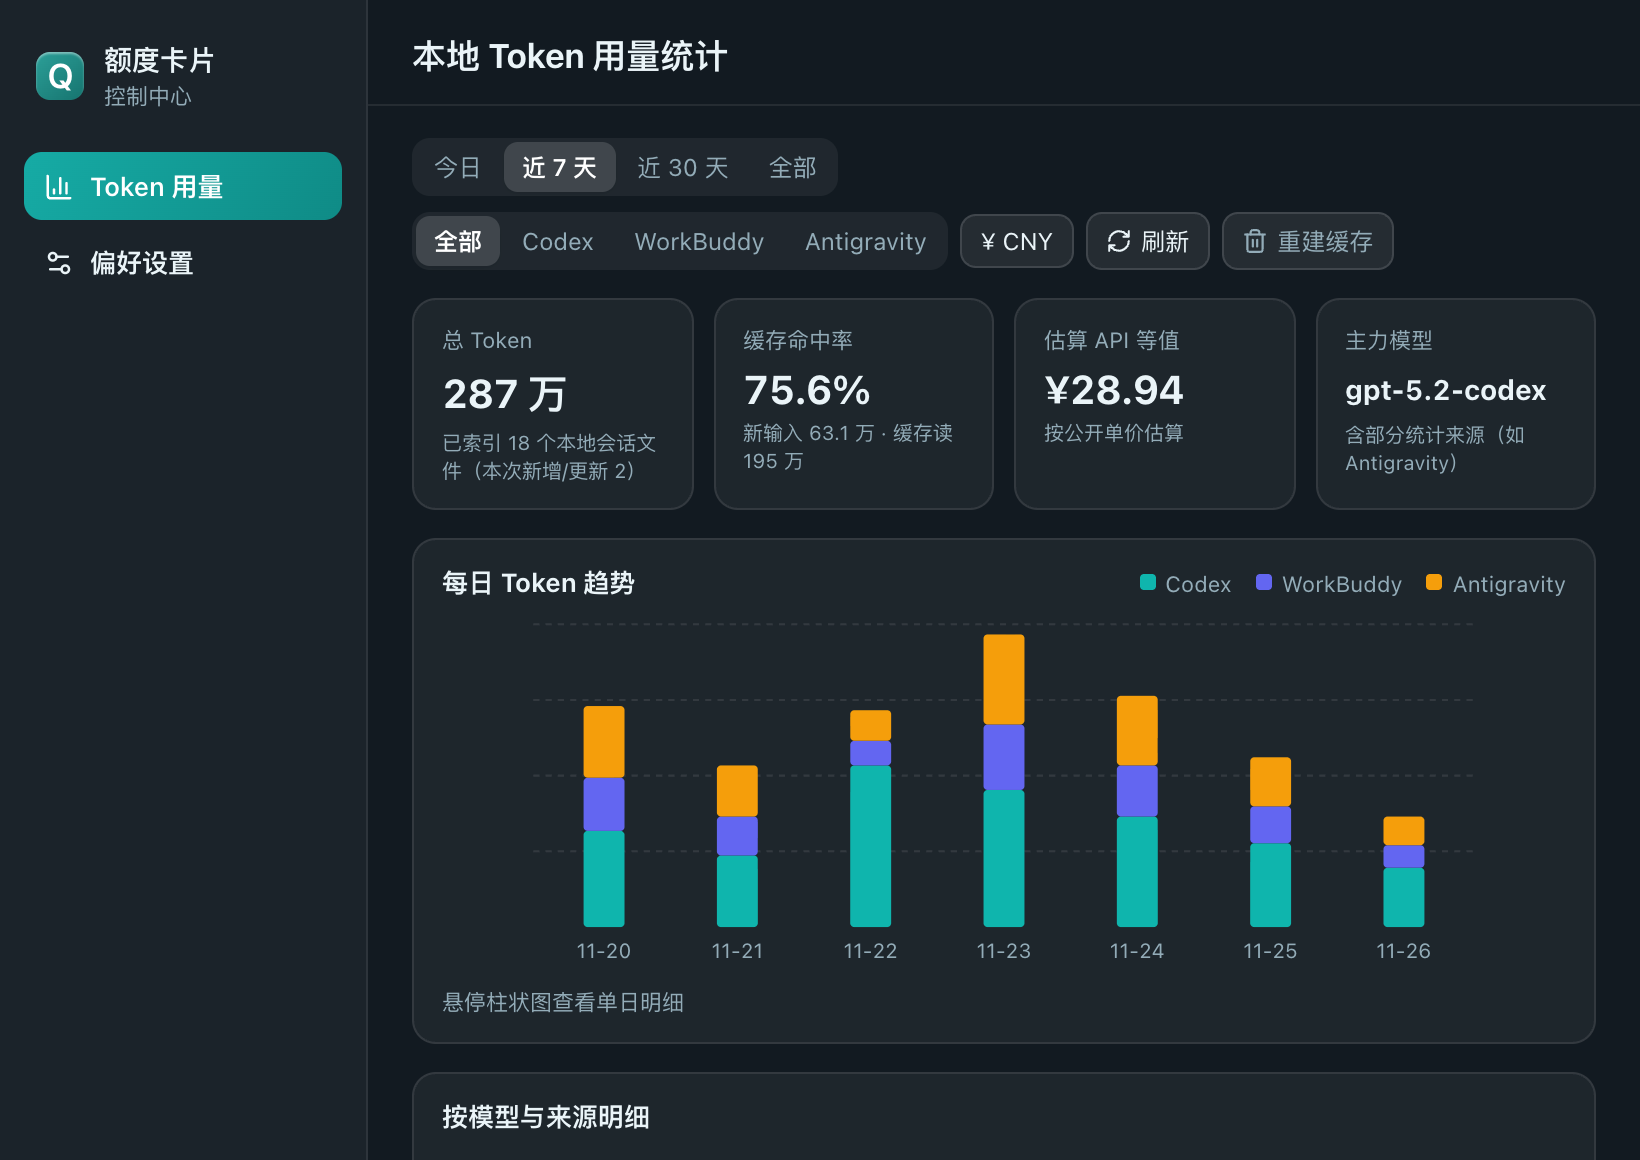 Q
额度卡片
控制中心
Token 用量
偏好设置
本地 Token 用量统计
今日 近 7 天 近 30 天 全部
全部 Codex WorkBuddy Antigravity ¥ CNY 刷新 重建缓存
总 Token
287 万
已索引 18 个本地会话文
件（本次新增/更新 2）
缓存命中率
75.6%
新输入 63.1 万 · 缓存读
195 万
估算 API 等值
¥28.94
按公开单价估算
主力模型
gpt-5.2-codex
含部分统计来源（如
Antigravity）
每日 Token 趋势
Codex WorkBuddy Antigravity
11-20 11-21 11-22 11-23 11-24 11-25 11-26
悬停柱状图查看单日明细
按模型与来源明细